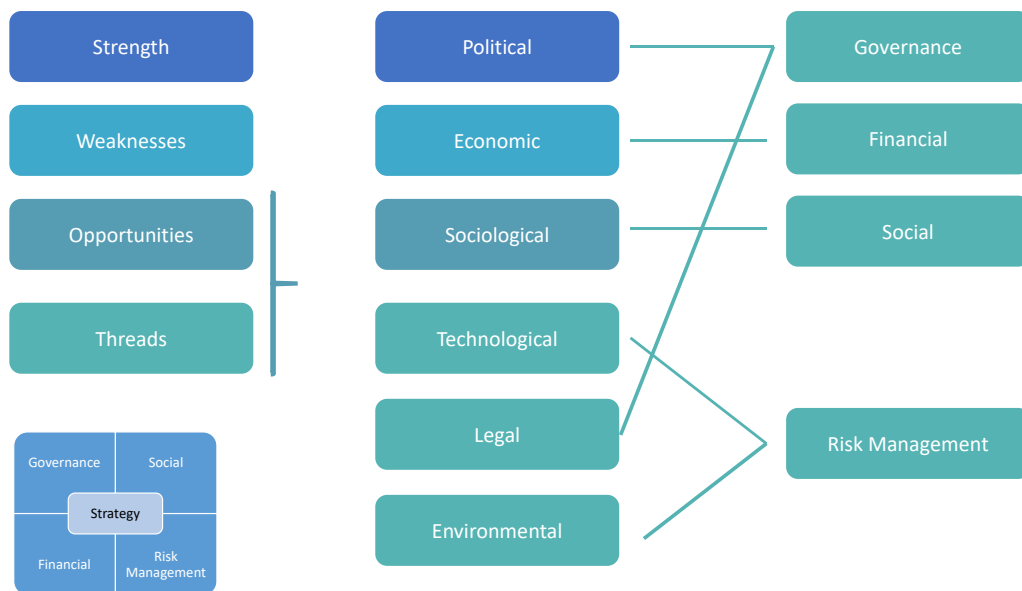 Strength
Weaknesses
Opportunities
Threads
Political
Economic
Sociological
Technological
Legal
Environmental
Governance
Financial
Social
Risk Management
Governance
Social
Strategy
Financial
Risk
Management